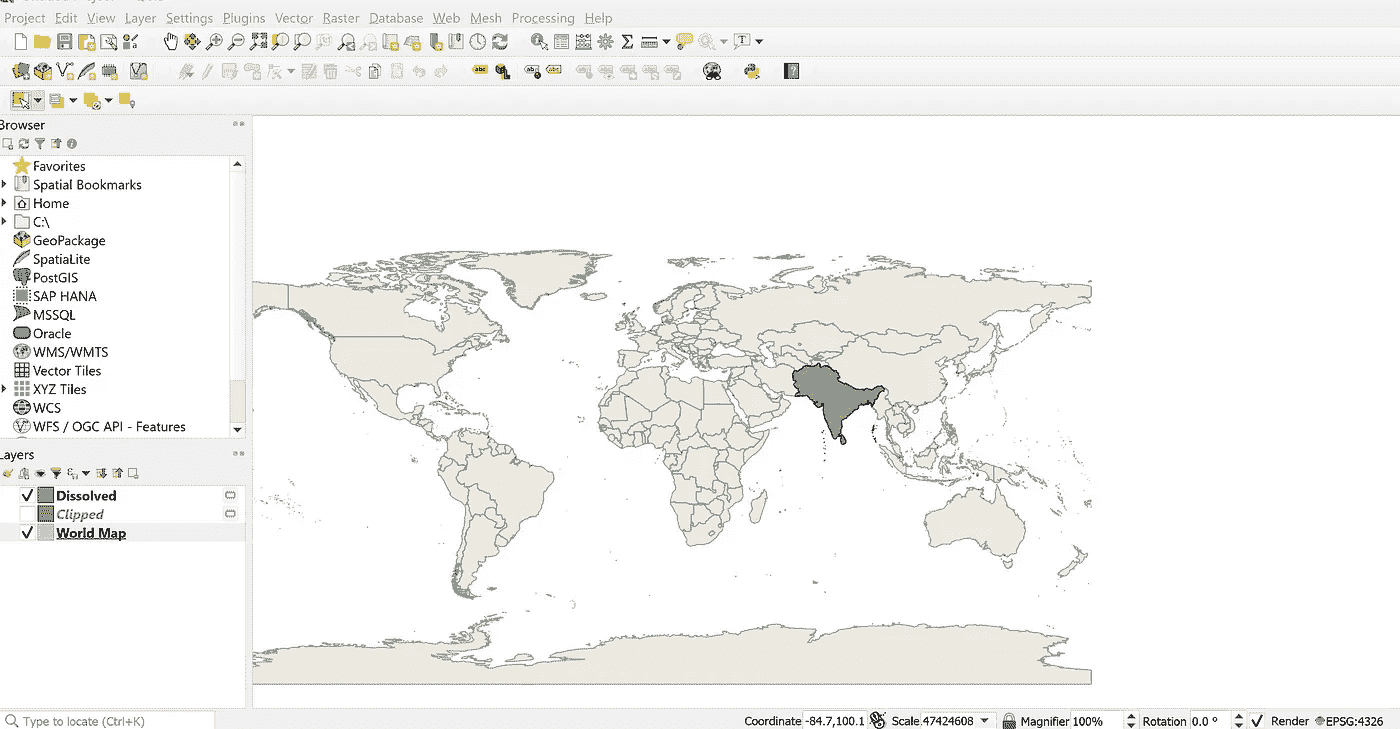 Project Edit View Layer Settings Plugins Vector Raster Database Web Mesh Processing Help
Browser
Favorites
Spatial Bookmarks
Home
C:\
GeoPackage
SpatiaLite
PostGIS
SAP HANA
MSSQL
Oracle
WMS/WMTS
Vector Tiles
XYZ Tiles
WCS
WFS / OGC API - Features
Layers
Dissolved
Clipped
World Map
Type to locate (Ctrl+K)
Coordinate -84.7,100.1 Scale 47424608 Magnifier 100% Rotation 0.0 ° Render EPSG:4326